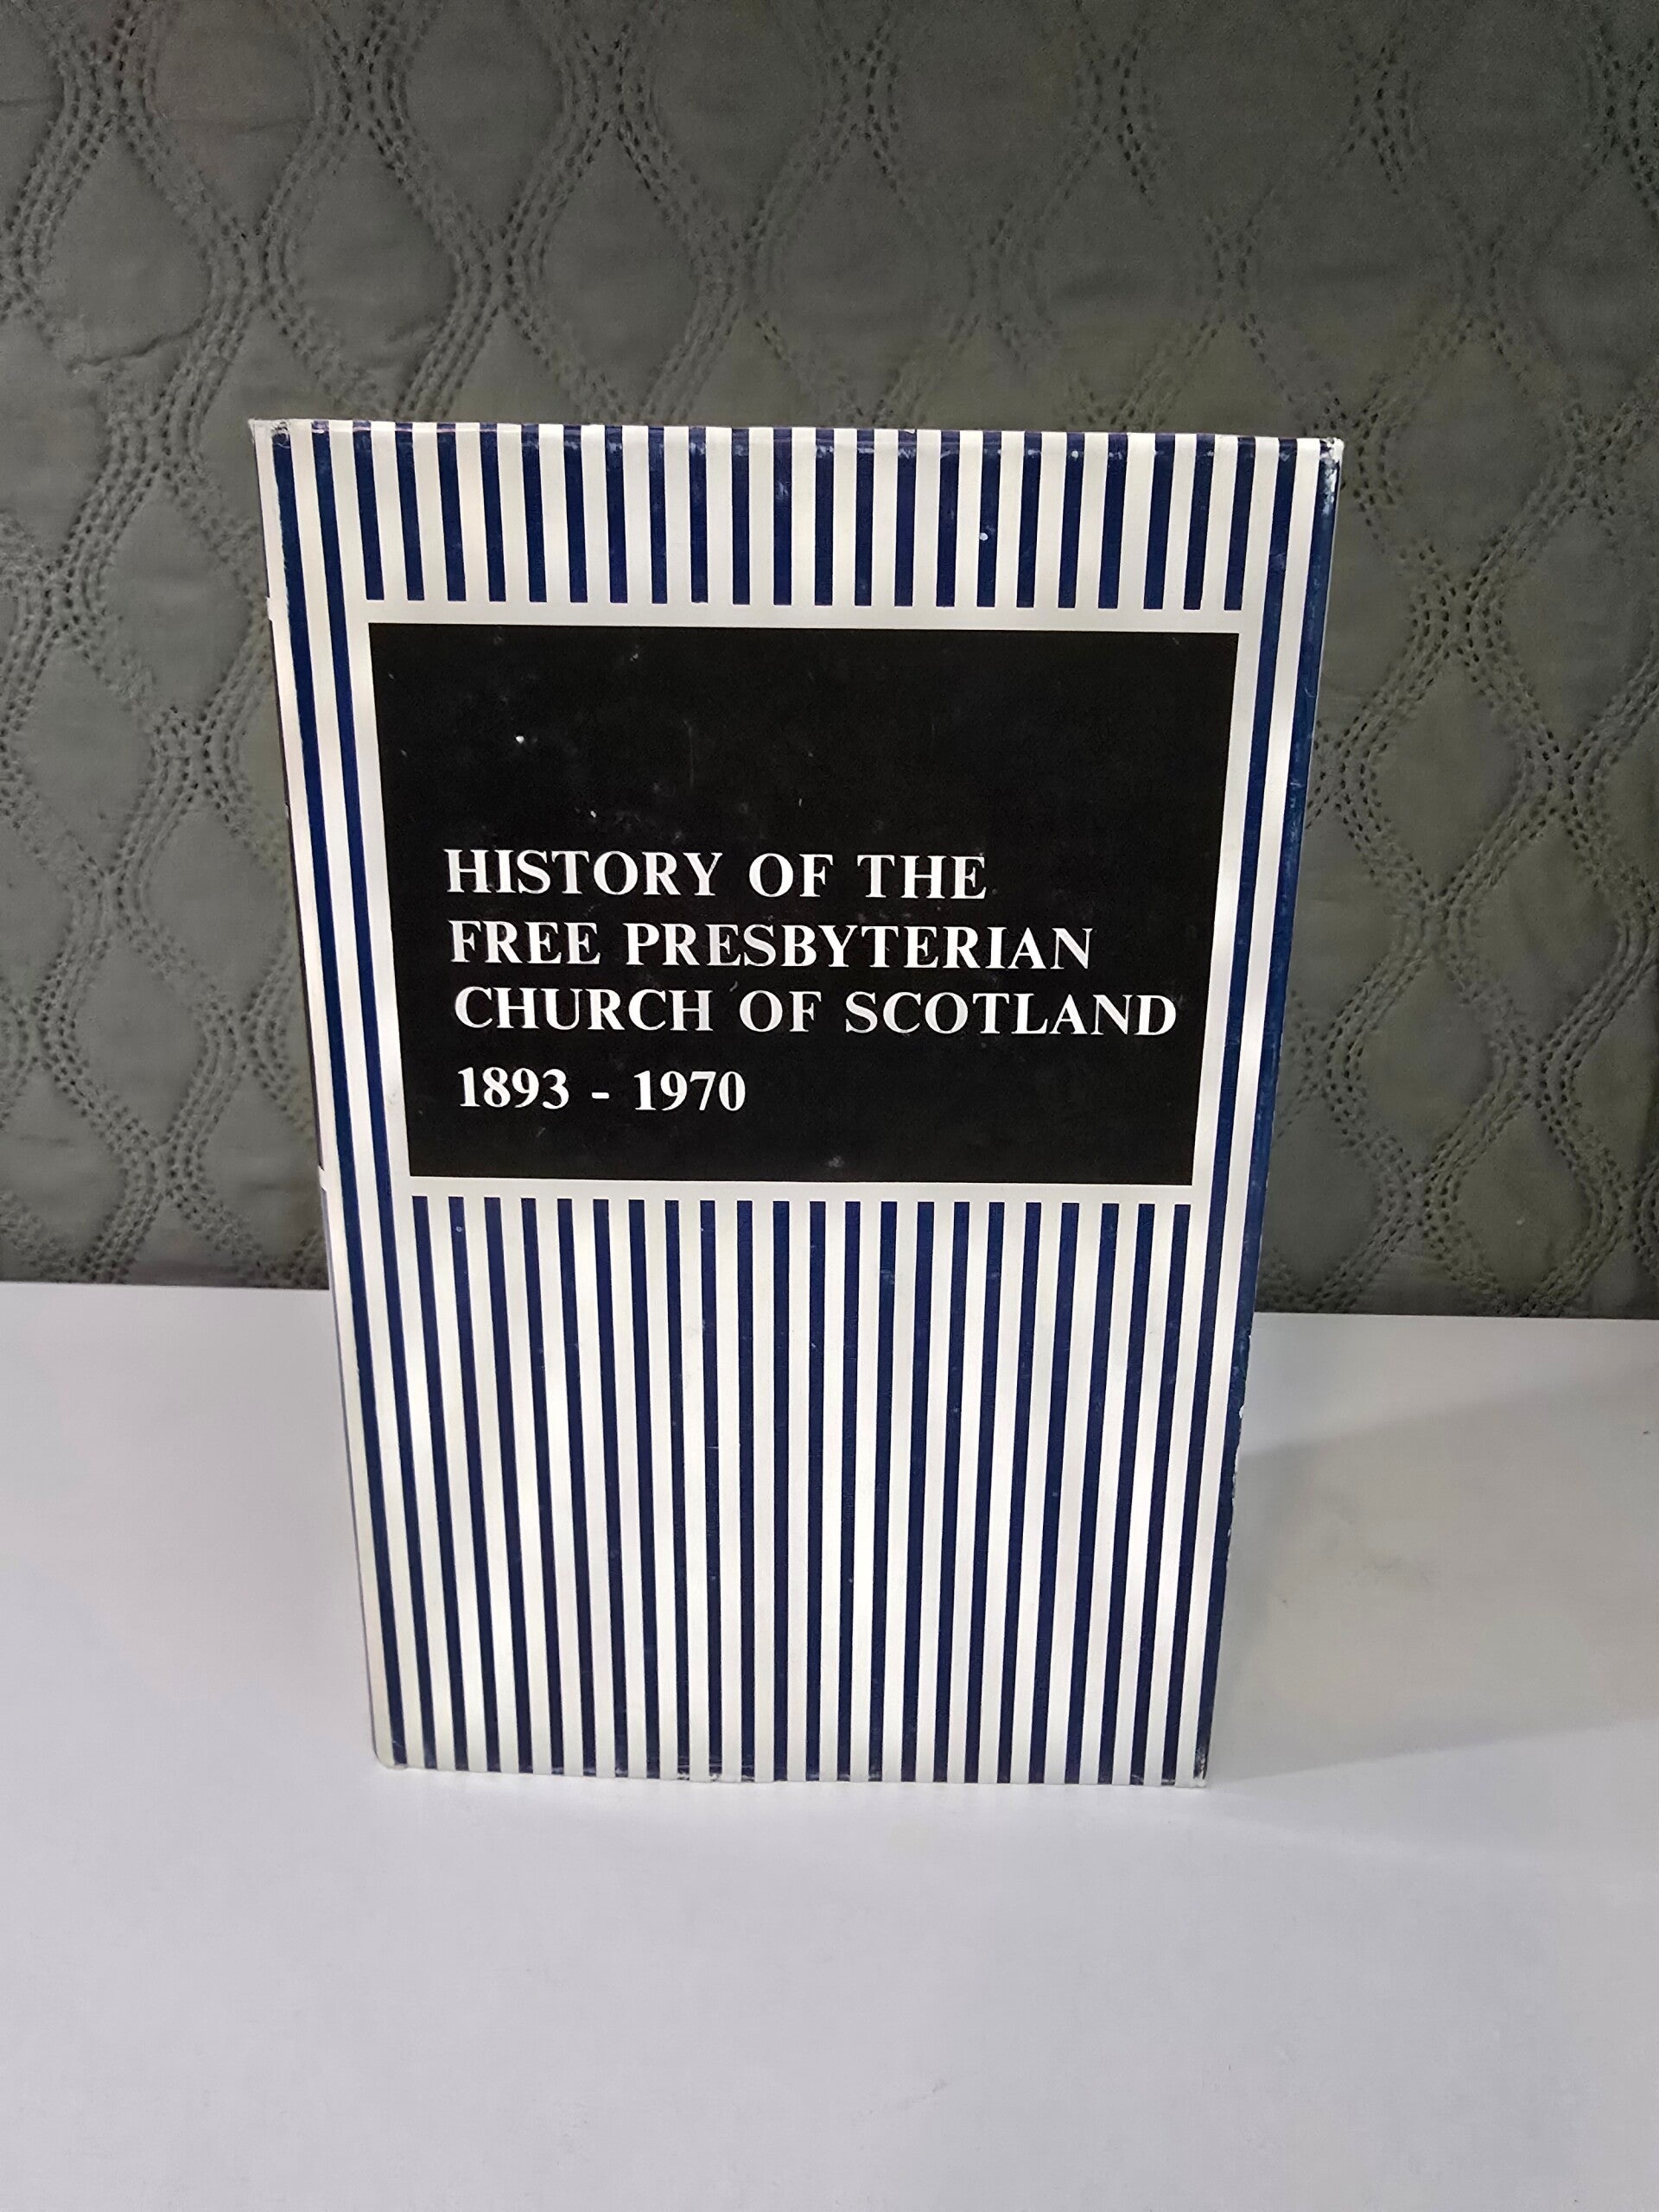 HISTORY OF THE
FREE PRESBYTERIAN
CHURCH OF SCOTLAND
1893 - 1970